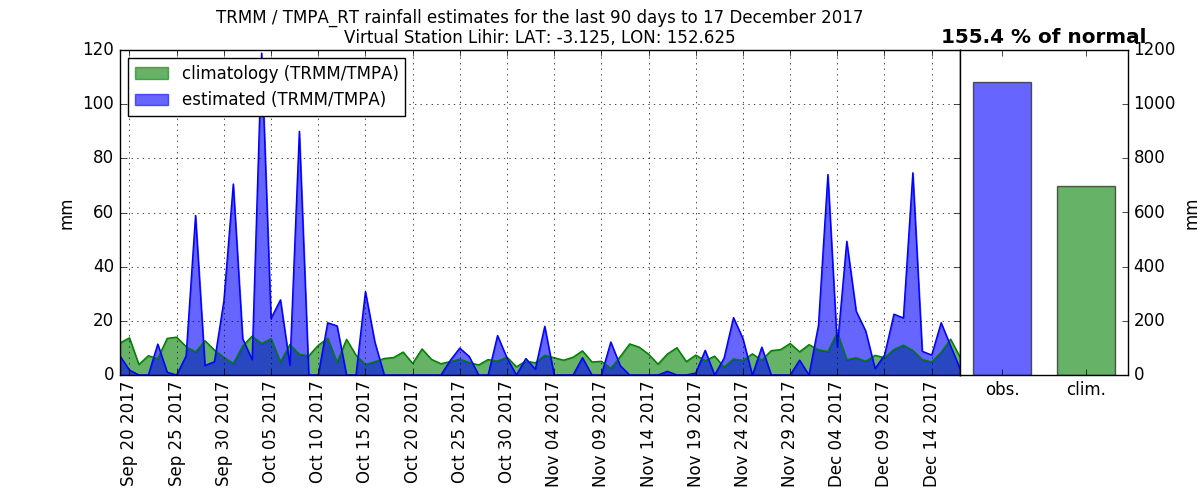 TRMM / TMPA_RT rainfall estimates for the last 90 days to 17 December 2017
Virtual Station Lihir: LAT: -3.125, LON: 152.625
155.4 % of normal
climatology (TRMM/TMPA)
estimated (TRMM/TMPA)
mm
120
100
80
60
40
20
0
Sep 20 2017
Sep 25 2017
Sep 30 2017
Oct 05 2017
Oct 10 2017
Oct 15 2017
Oct 20 2017
Oct 25 2017
Oct 30 2017
Nov 04 2017
Nov 09 2017
Nov 14 2017
Nov 19 2017
Nov 24 2017
Nov 29 2017
Dec 04 2017
Dec 09 2017
Dec 14 2017
obs.
clim.
1200
1000
800
600
400
200
0
mm